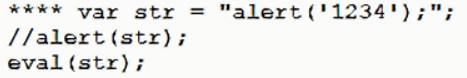 **** var str = "alert('1234');";
//alert(str);
eval(str);